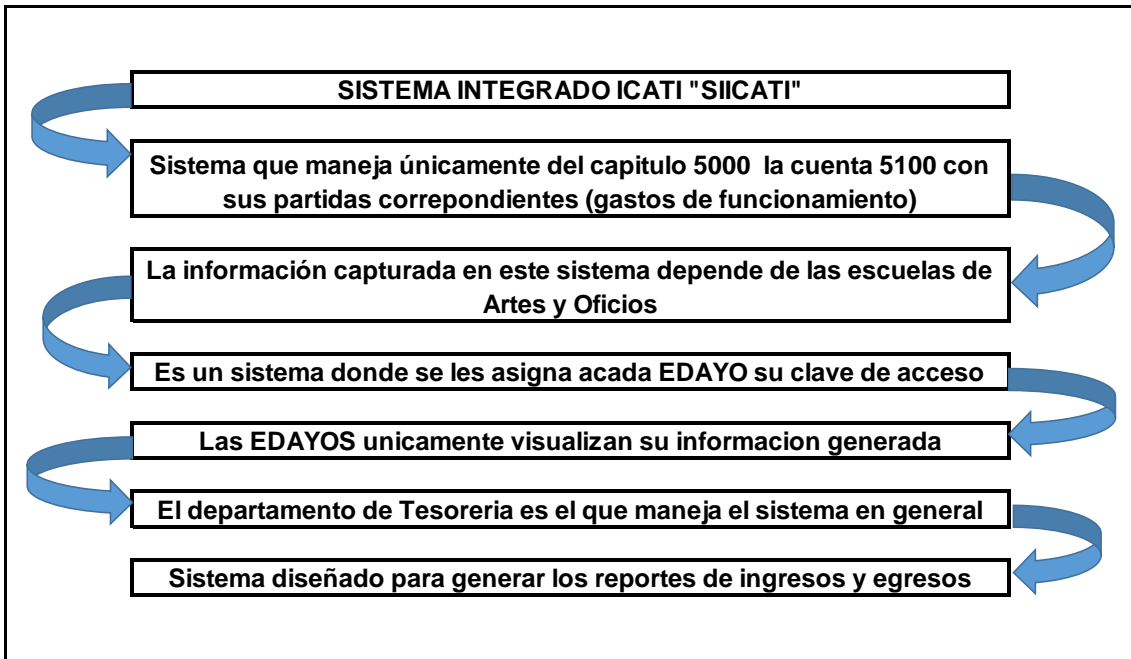 SISTEMA INTEGRADO ICATI "SIICATI"
Sistema que maneja únicamente del capitulo 5000 la cuenta 5100 con
sus partidas correpondientes (gastos de funcionamiento)
La información capturada en este sistema depende de las escuelas de
Artes y Oficios
Es un sistema donde se les asigna acada EDAYO su clave de acceso
Las EDAYOS unicamente visualizan su informacion generada
El departamento de Tesoreria es el que maneja el sistema en general
Sistema diseñado para generar los reportes de ingresos y egresos